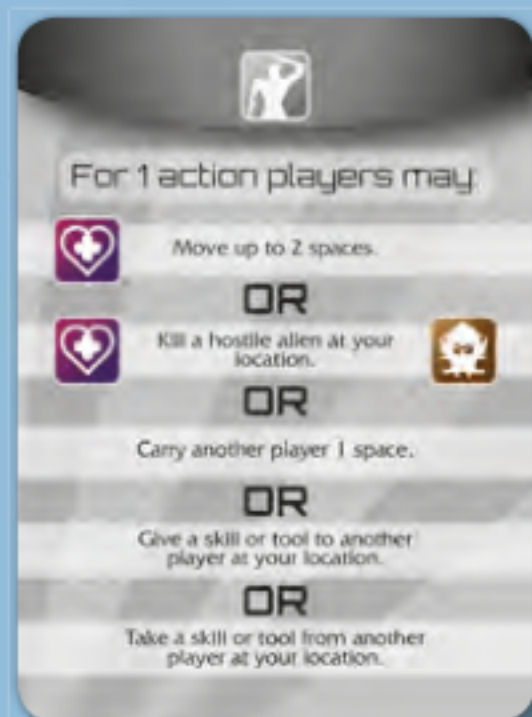 For 1 action players may:
Move up to 2 spaces.
OR
Kill a hostile alien at your
location.
OR
Carry another player 1 space.
OR
Give a skill or tool to another
player at your location.
OR
Take a skill or tool from another
player at your location.